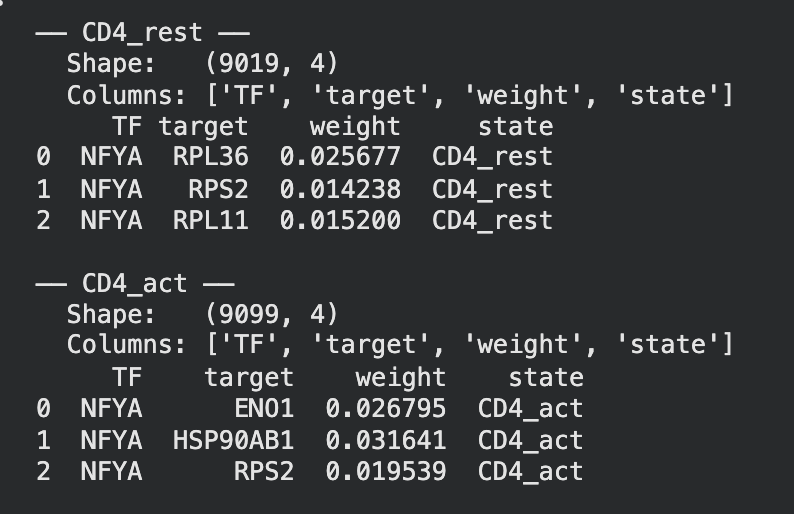 ── CD4_rest ──
Shape: (9019, 4)
Columns: ['TF', 'target', 'weight', 'state']
TF target weight state
0 NFYA RPL36 0.025677 CD4_rest
1 NFYA RPS2 0.014238 CD4_rest
2 NFYA RPL11 0.015200 CD4_rest
── CD4_act ──
Shape: (9099, 4)
Columns: ['TF', 'target', 'weight', 'state']
TF target weight state
0 NFYA ENO1 0.026795 CD4_act
1 NFYA HSP90AB1 0.031641 CD4_act
2 NFYA RPS2 0.019539 CD4_act